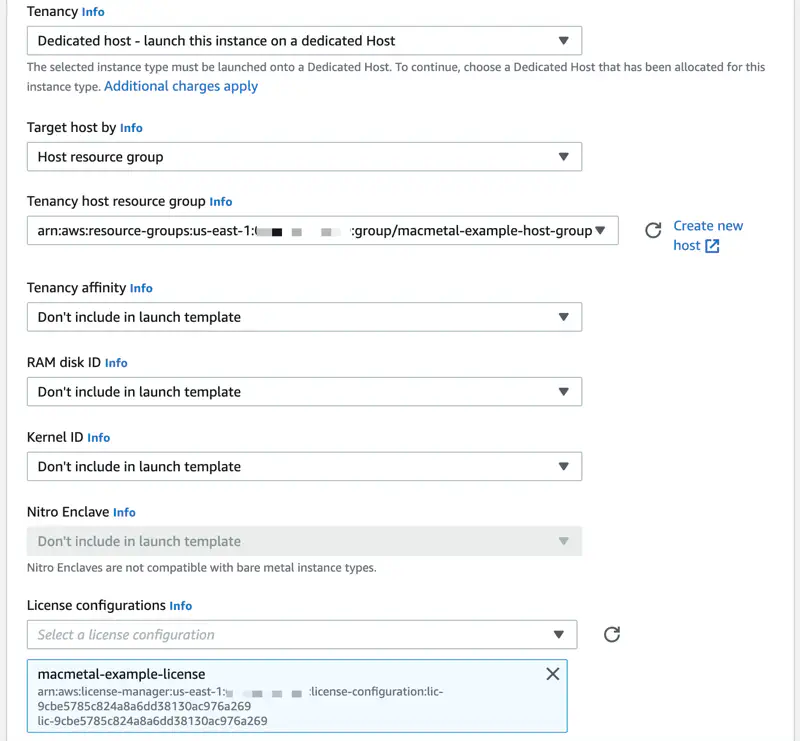 Tenancy Info
Dedicated host - launch this instance on a dedicated Host
The selected instance type must be launched onto a Dedicated Host. To continue, choose a Dedicated Host that has been allocated for this
instance type. Additional charges apply
Target host by Info
Host resource group
Tenancy host resource group Info
arn:aws:resource-groups:us-east-1: :group/macmetal-example-host-group
Create new
host
Tenancy affinity Info
Don't include in launch template
RAM disk ID Info
Don't include in launch template
Kernel ID Info
Don't include in launch template
Nitro Enclave Info
Don't include in launch template
Nitro Enclaves are not compatible with bare metal instance types.
License configurations Info
Select a license configuration
macmetal-example-license
arn:aws:license-manager:us-east-1: :license-configuration:lic-
9cbe5785c824a8a6dd38130ac976a269
lic-9cbe5785c824a8a6dd38130ac976a269